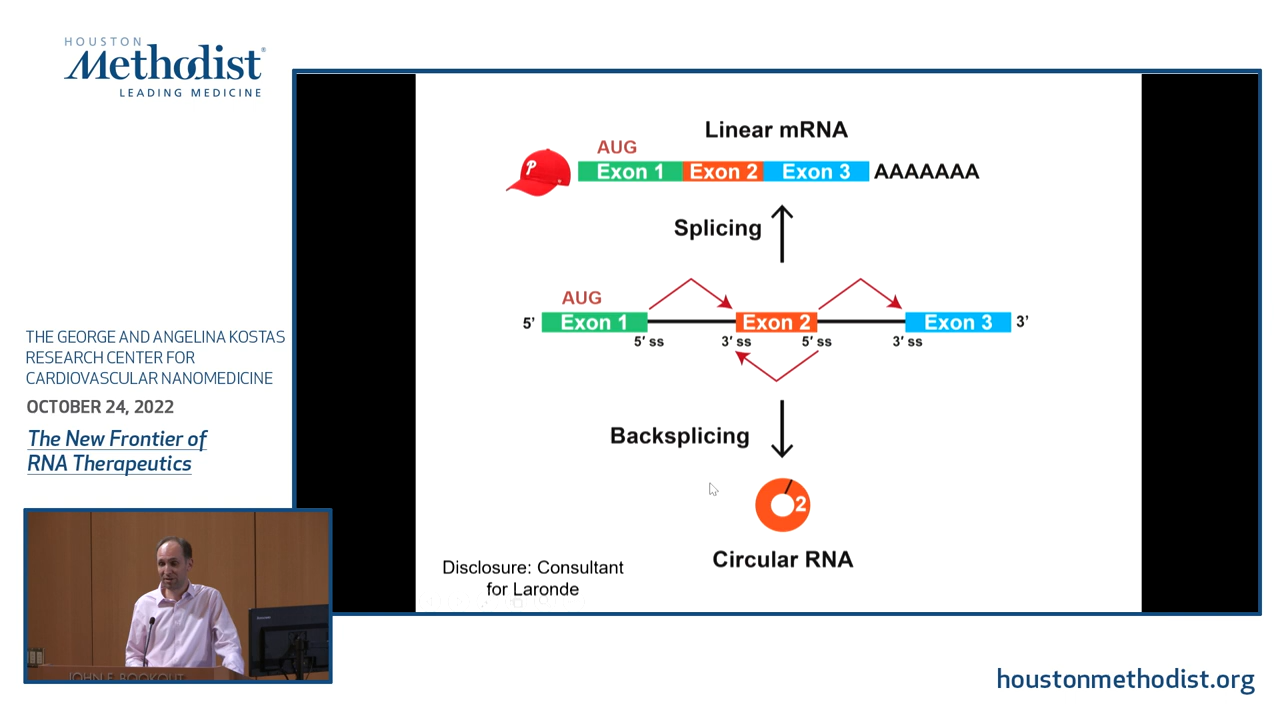 HOUSTON
Methodist®
LEADING MEDICINE
THE GEORGE AND ANGELINA KOSTAS
RESEARCH CENTER FOR
CARDIOVASCULAR NANOMEDICINE
OCTOBER 24, 2022
The New Frontier of
RNA Therapeutics
Linear mRNA
AUG
P
Exon 1 Exon 2 Exon 3 AAAAAAA
Splicing
AUG
5' Exon 1 Exon 2 Exon 3 3'
5' ss 3' ss 5' ss 3' ss
Backsplicing
2
Circular RNA
Disclosure: Consultant
for Laronde
JOHN F BOOKOUT
houstonmethodist.org